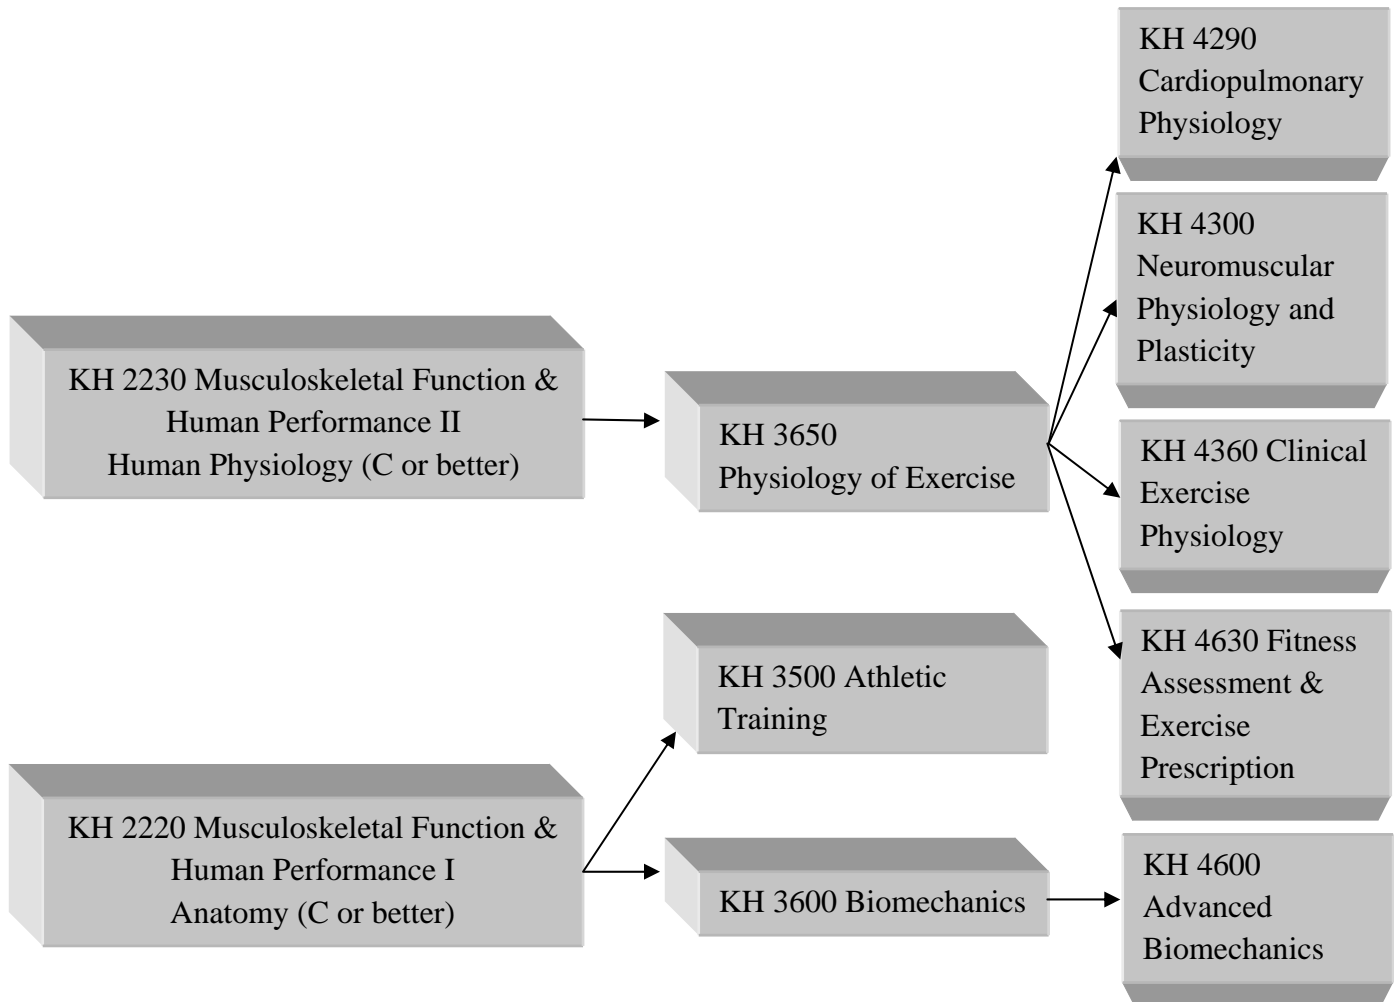 KH 4290
Cardiopulmonary
Physiology
KH 4300
Neuromuscular
Physiology and
Plasticity
KH 2230 Musculoskeletal Function &
Human Performance II
Human Physiology (C or better)
KH 3650
Physiology of Exercise
KH 4360 Clinical
Exercise
Physiology
KH 3500 Athletic
Training
KH 4630 Fitness
Assessment &
Exercise
Prescription
KH 2220 Musculoskeletal Function &
Human Performance I
Anatomy (C or better)
KH 3600 Biomechanics
KH 4600
Advanced
Biomechanics